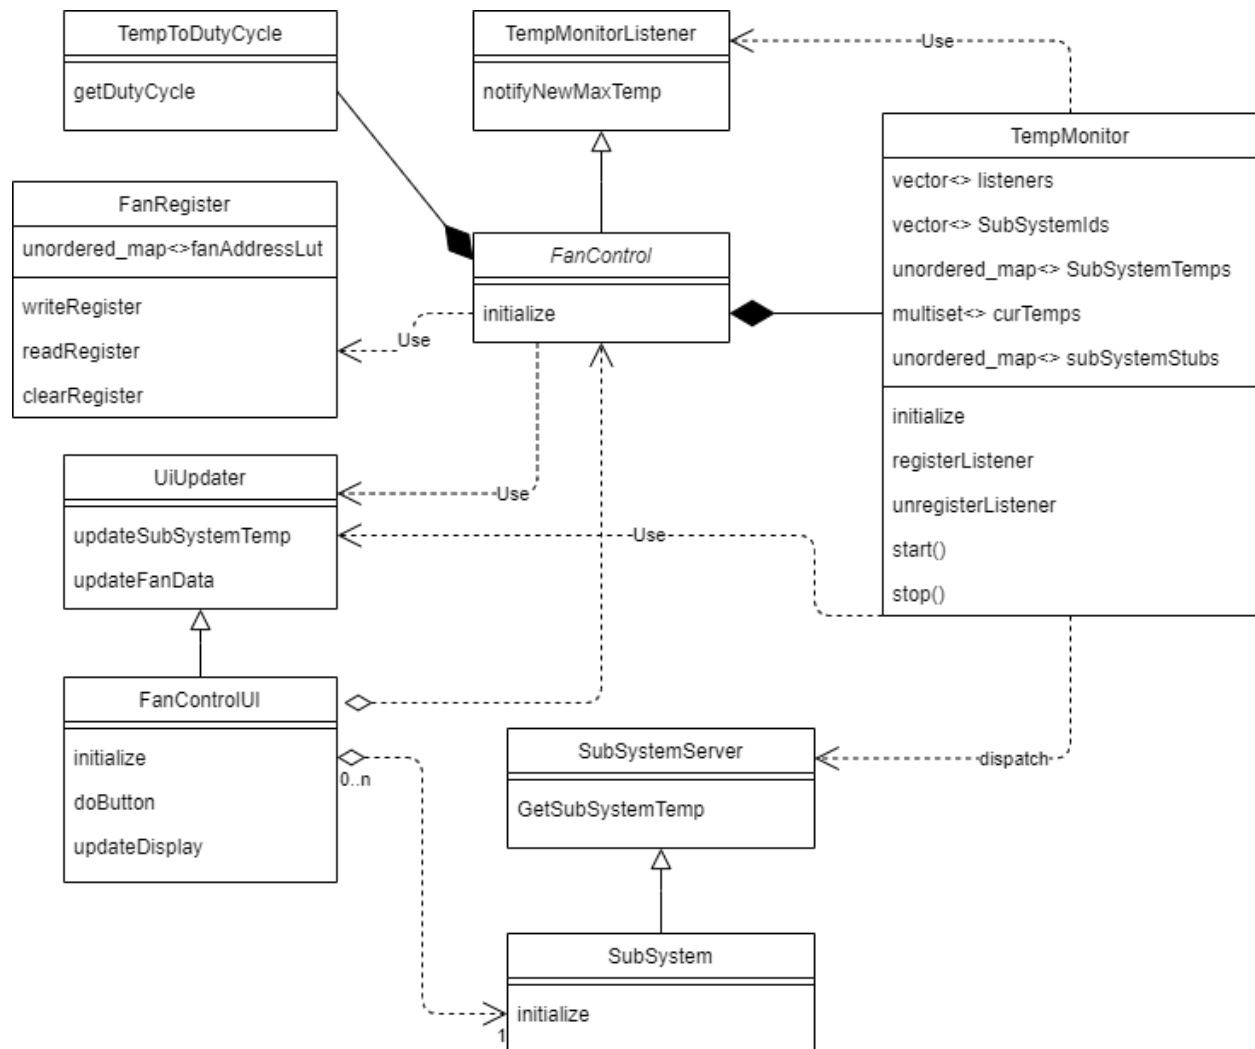 TempToDutyCycle
getDutyCycle
TempMonitorListener
notifyNewMaxTemp
Use
TempMonitor
vector<> listeners
vector<> SubSystemIds
unordered_map<> SubSystemTemps
multiset<> curTemps
unordered_map<> subSystemStubs
initialize
registerListener
unregisterListener
start()
stop()
FanRegister
unordered_map<>fanAddressLut
writeRegister
readRegister
clearRegister
FanControl
initialize
Use
UiUpdater
updateSubSystemTemp
updateFanData
Use
Use
FanControlUI
initialize
doButton
updateDisplay
0..n
SubSystemServer
GetSubSystemTemp
dispatch
SubSystem
initialize
1